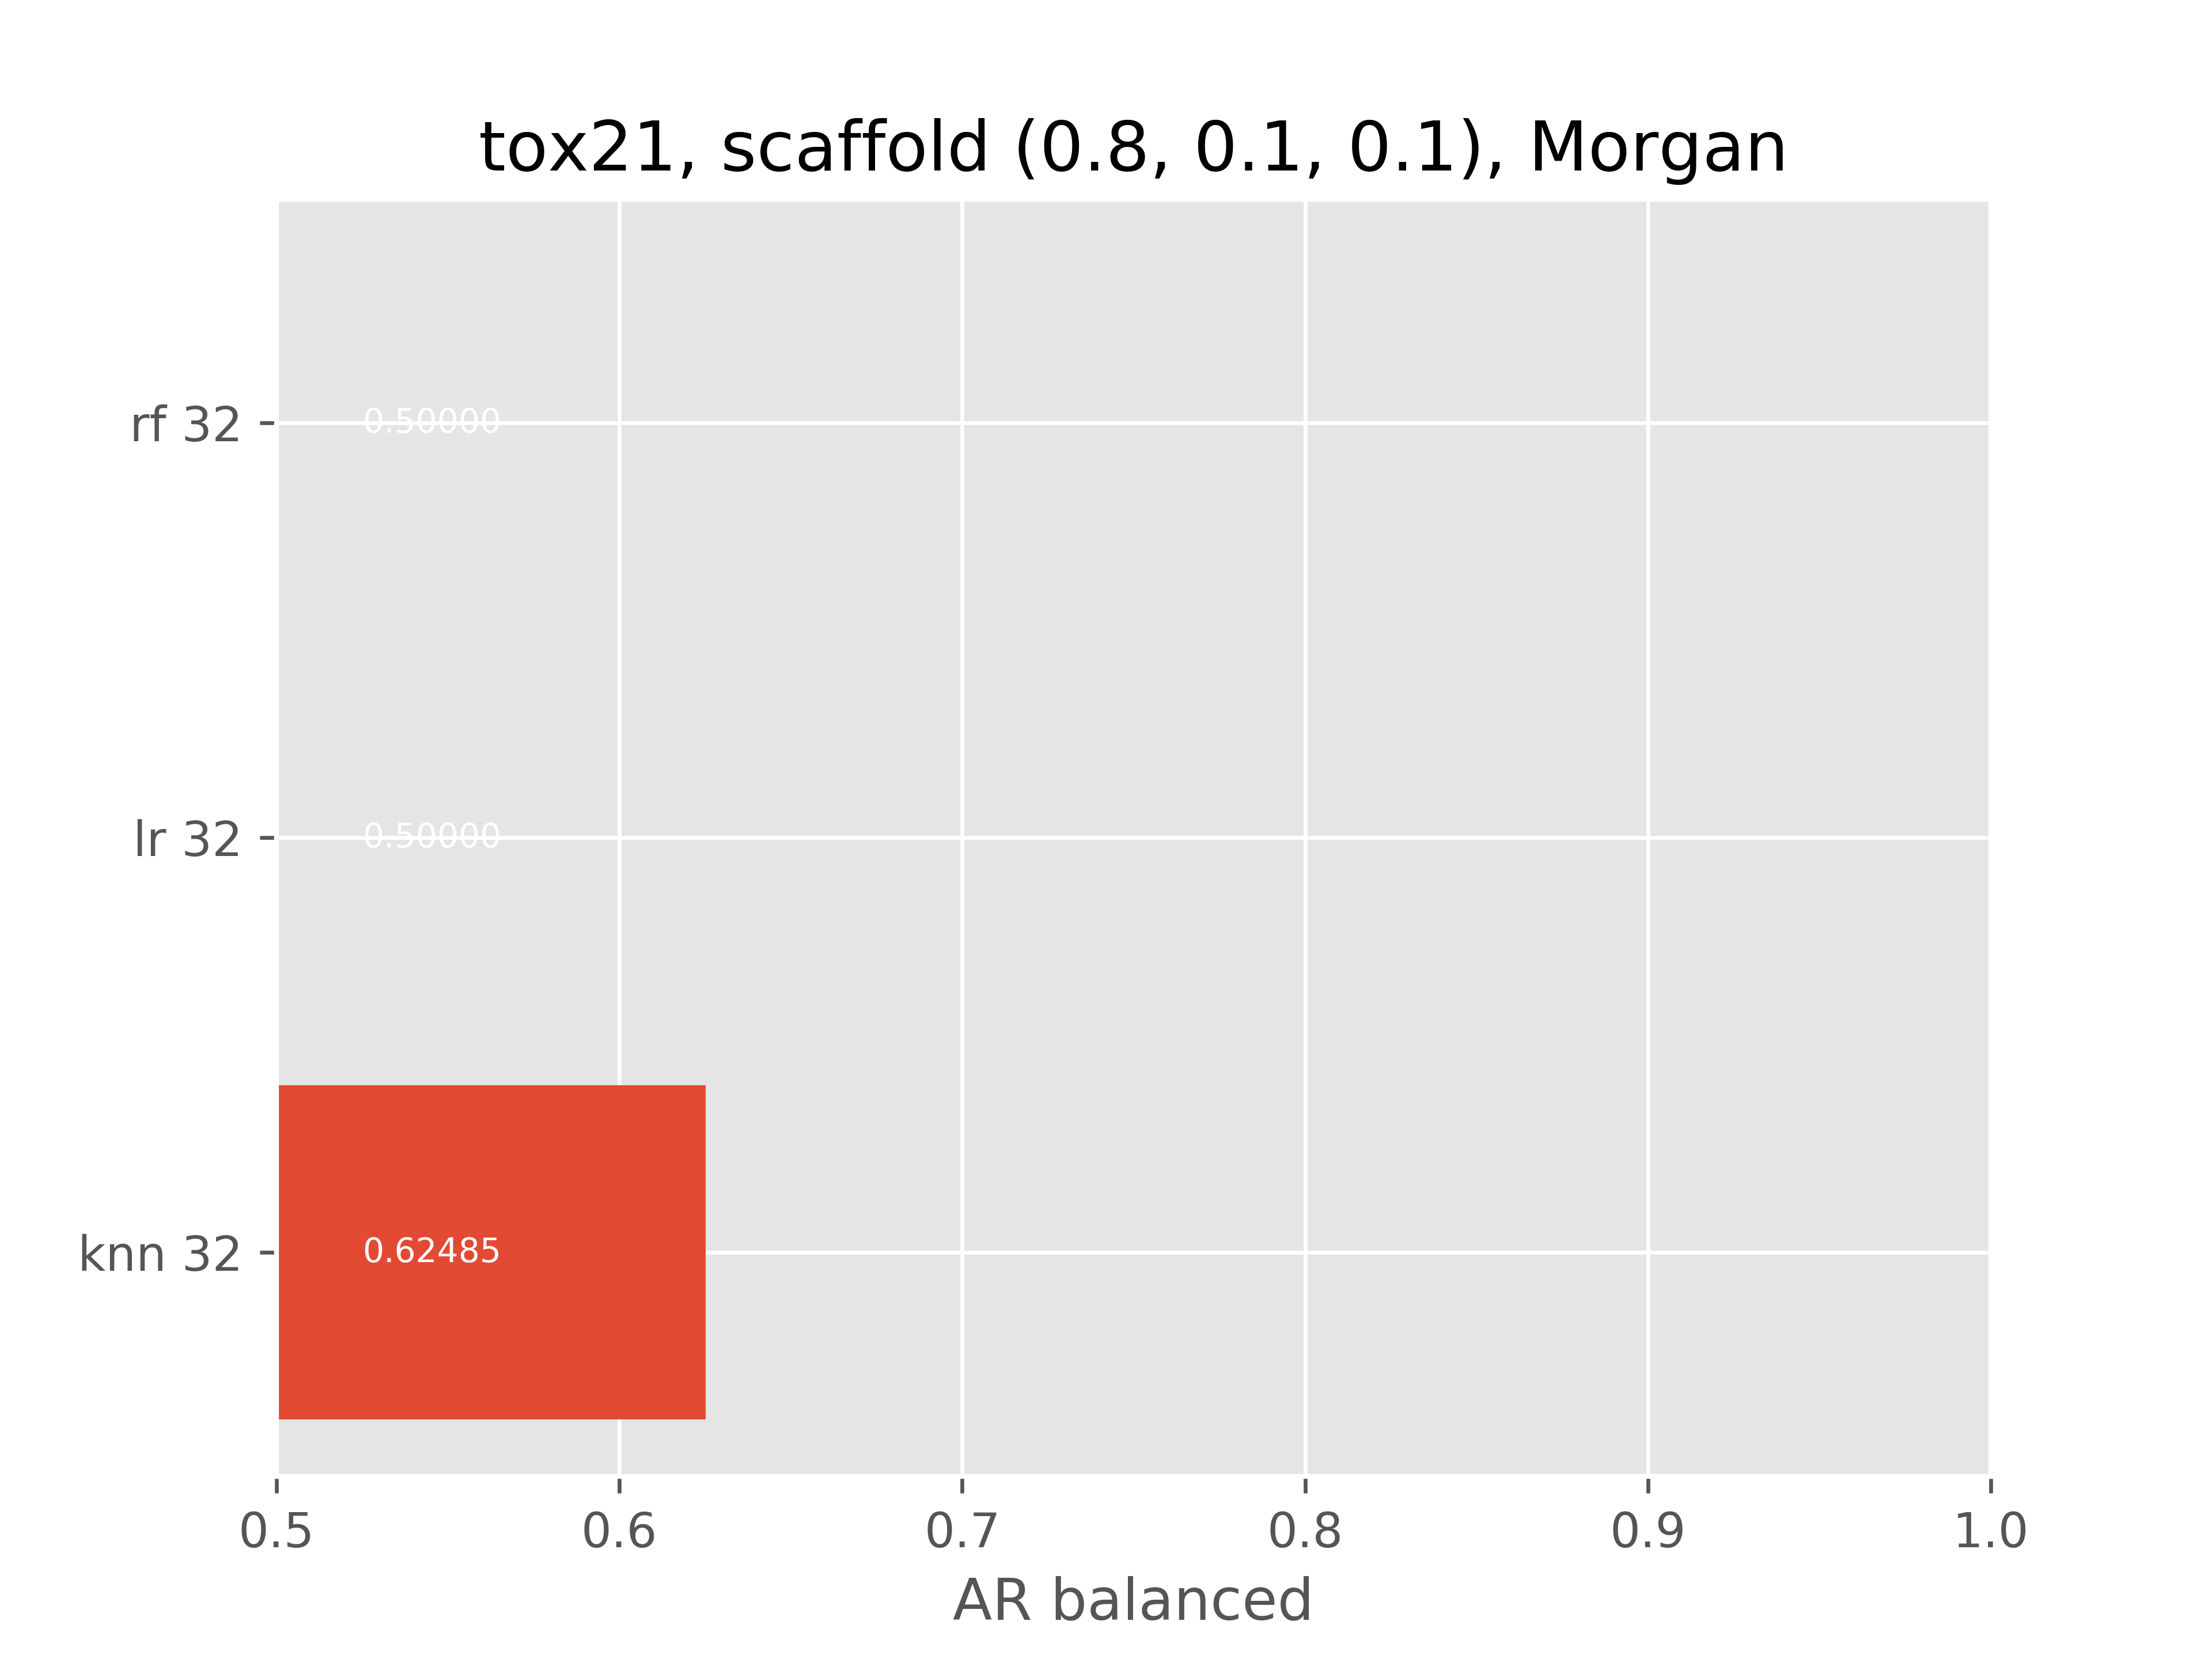 tox21, scaffold (0.8, 0.1, 0.1), Morgan
rf 32
0.50000
lr 32
0.50000
knn 32
0.62485
0.5 0.6 0.7 0.8 0.9 1.0
AR balanced